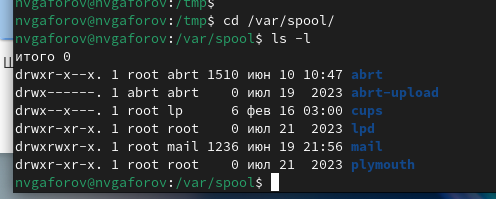 nvgaforov@nvgaforov:/tmp$
nvgaforov@nvgaforov:/tmp$ cd /var/spool/
nvgaforov@nvgaforov:/var/spool$ ls -l
итого 0
drwxr-x--x. 1 root abrt 1510 июн 10 10:47 abrt
drwx------. 1 abrt abrt    0 июл 19  2023 abrt-upload
drwx--x---. 1 root lp      6 фев 16 03:00 cups
drwxr-xr-x. 1 root root    0 июл 21  2023 lpd
drwxrwxr-x. 1 root mail 1236 июн 19 21:56 mail
drwxr-xr-x. 1 root root    0 июл 21  2023 plymouth
nvgaforov@nvgaforov:/var/spool$